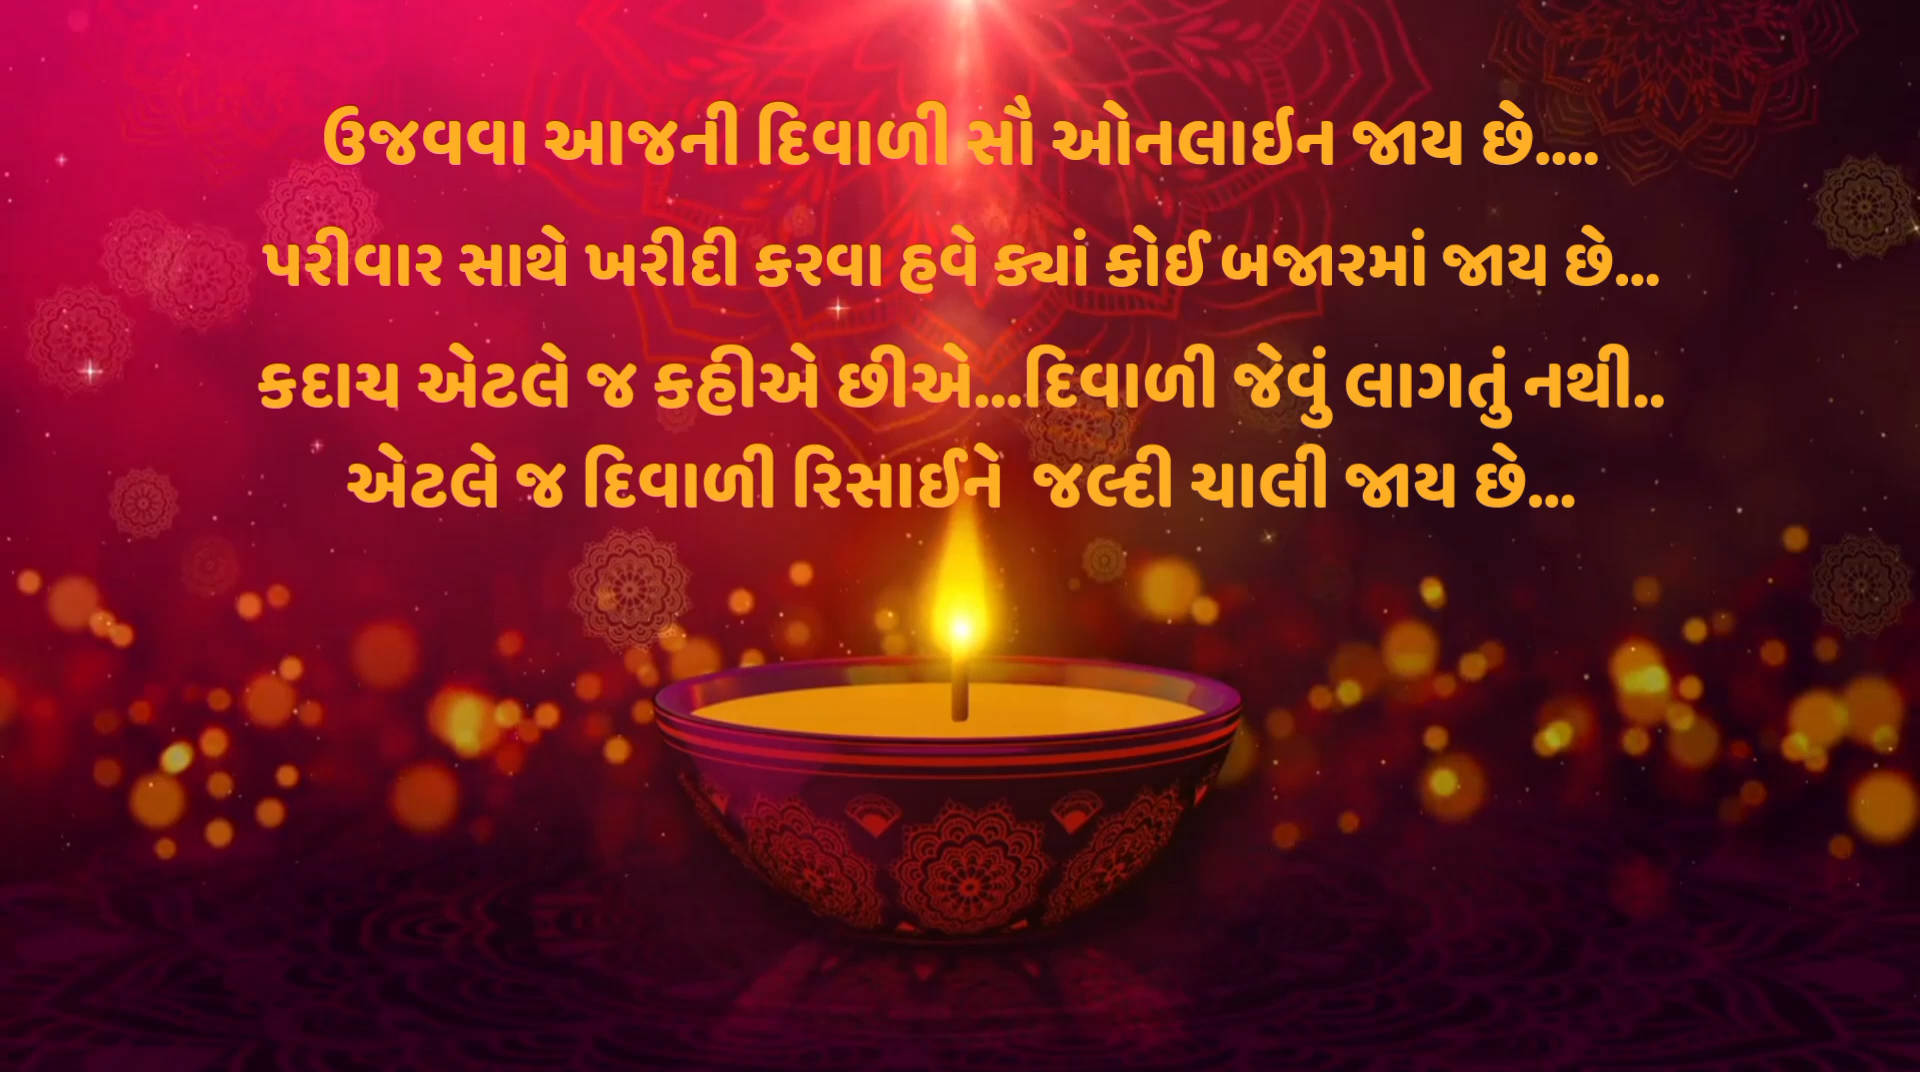 ઉજવવા આજની દિવાળી સૌ ઓનલાઇન જાય છે....
પરીવાર સાથે ખરીદી કરવા હવે ક્યાં કોઈ બજારમાં જાય છે...
કદાચ એટલે જ કહીએ છીએ...દિવાળી જેવું લાગતું નથી..
એટલે જ દિવાળી રિસાઈને  જલ્દી ચાલી જાય છે...